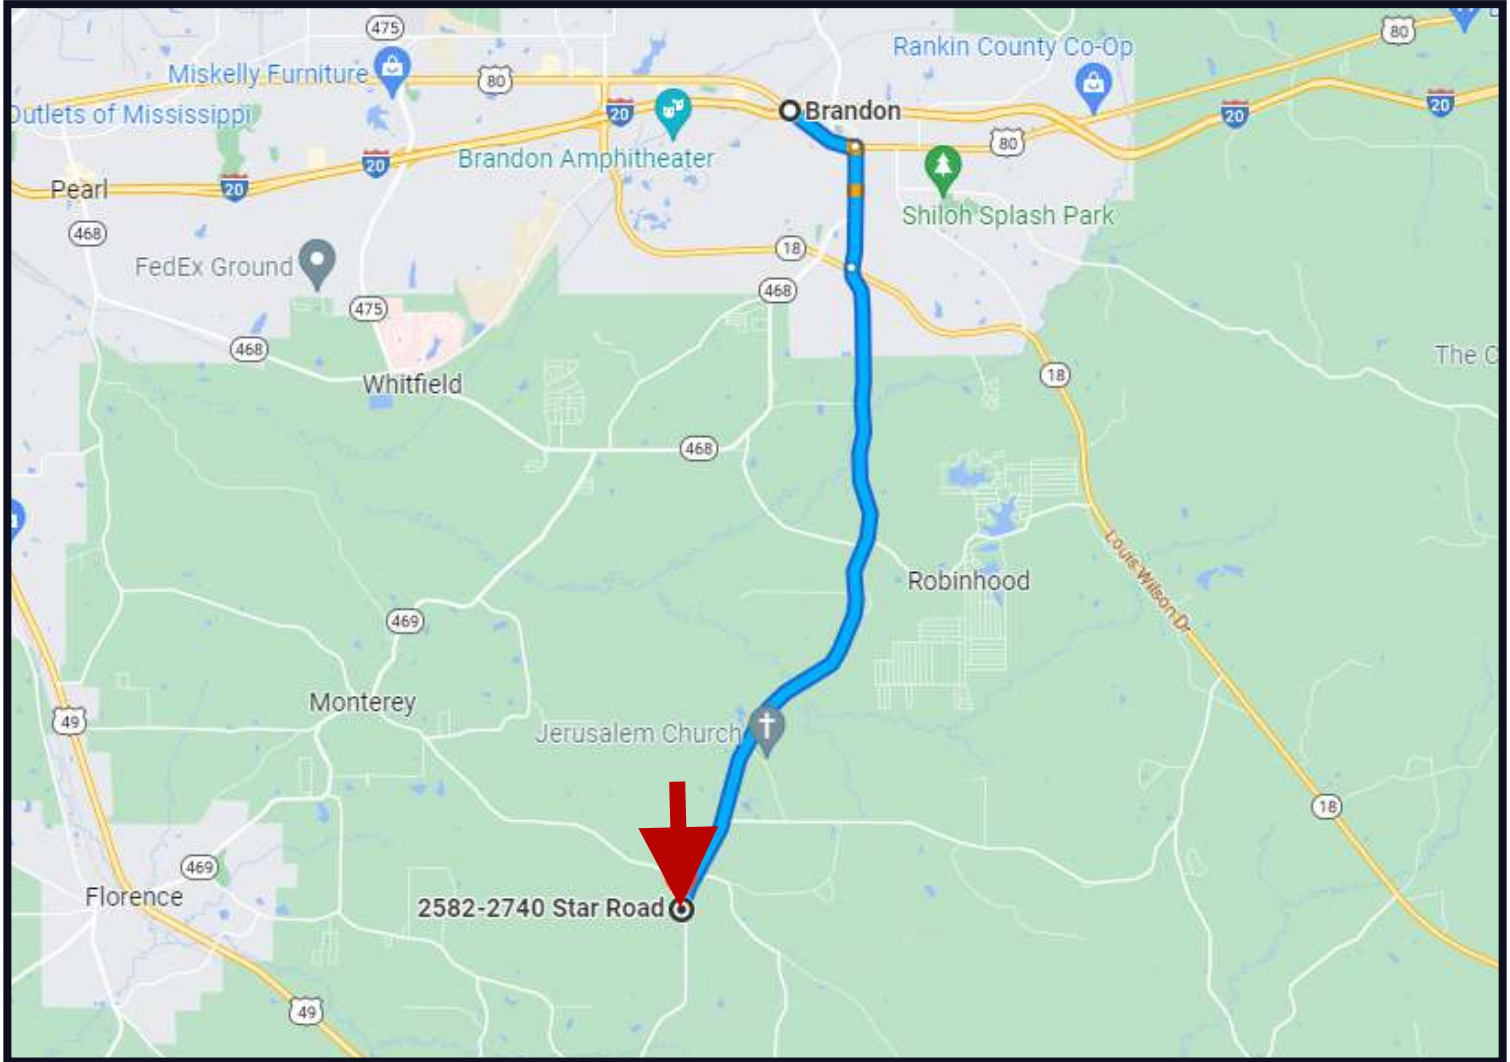 475
80
Rankin County Co-Op
Miskelly Furniture
80
Outlets of Mississippi
20
Brandon
20
20
Brandon Amphitheater
80
20
20
Pearl
Shiloh Splash Park
468
18
FedEx Ground
468
475
468
The C
Whitfield
18
468
Louis Wilson Dr
Robinhood
469
Monterey
49
Jerusalem Church
18
469
Florence
2582-2740 Star Road
49